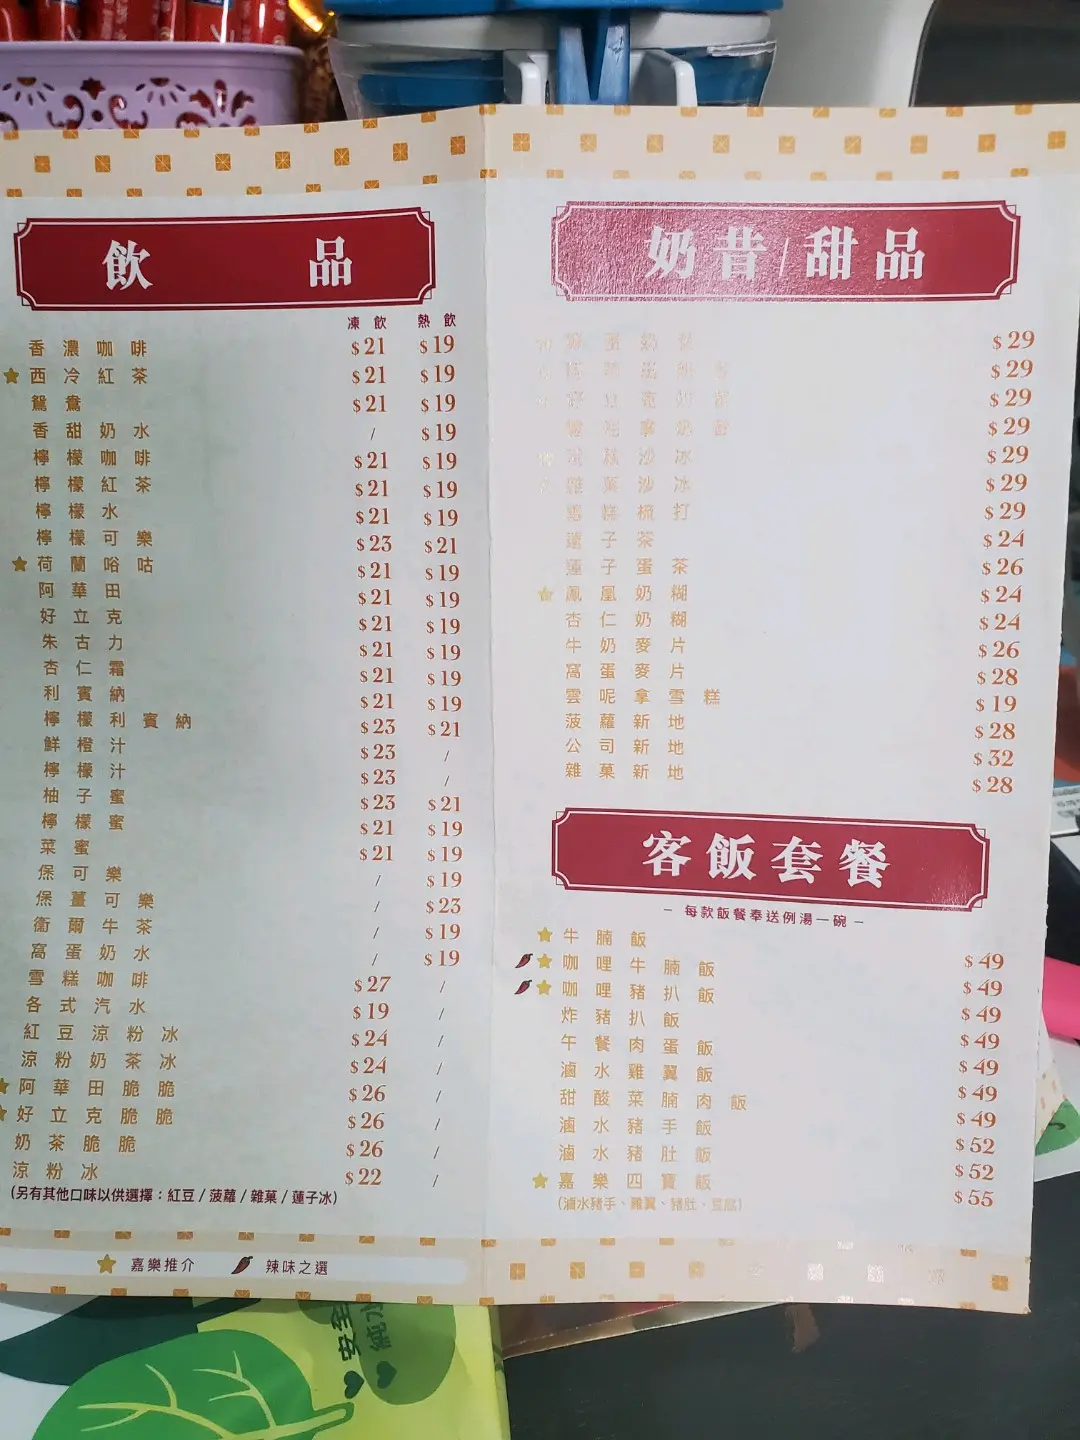 飲品
凍飲 熱飲
香濃咖啡 $21 $19
西冷紅茶 $21 $19
鴛鴦 $21 $19
香甜奶水 / $19
檸檬咖啡 $21 $19
檸檬紅茶 $21 $19
檸檬水 $21 $19
檸檬可樂 $23 $21
荷蘭唂咕 $21 $19
阿華田 $21 $19
好立克 $21 $19
朱古力 $21 $19
杏仁霜 $21 $19
利賓納 $21 $19
檸檬利賓納 $23 $21
鮮橙汁 $23 /
檸檬汁 $23 /
柚子蜜 $23 $21
檸檬蜜 $21 $19
菜蜜 $21 $19
煲可樂 / $19
煲薑可樂 / $23
衞爾牛茶 / $19
窩蛋奶水 / $19
雪糕咖啡 $27 /
各式汽水 $19 /
紅豆涼粉冰 $24 /
涼粉奶茶冰 $24 /
阿華田脆脆 $26 /
好立克脆脆 $26 /
奶茶脆脆 $26 /
涼粉冰 $22 /
(另有其他口味以供選擇：紅豆/菠蘿/雜菓/蓮子冰)
嘉樂推介 辣味之選
奶昔/甜品
$29
$29
$29
$29
沙冰 $29
雜菓沙冰 $29
梳打 $29
蓮子茶 $24
蓮子蛋茶 $26
鳳凰奶糊 $24
杏仁奶糊 $24
牛奶麥片 $26
窩蛋麥片 $28
雲呢拿雪糕 $19
菠蘿新地 $28
公司新地 $32
雜菓新地 $28
客飯套餐
– 每款飯餐奉送例湯一碗 –
牛腩飯 $49
咖哩牛腩飯 $49
咖哩豬扒飯 $49
炸豬扒飯 $49
午餐肉蛋飯 $49
滷水雞翼飯 $49
甜酸菜腩肉飯 $49
滷水豬手飯 $52
滷水豬肚飯 $52
嘉樂四寶飯 $55
(滷水豬手、雞翼、豬肚、豆腐)
安全